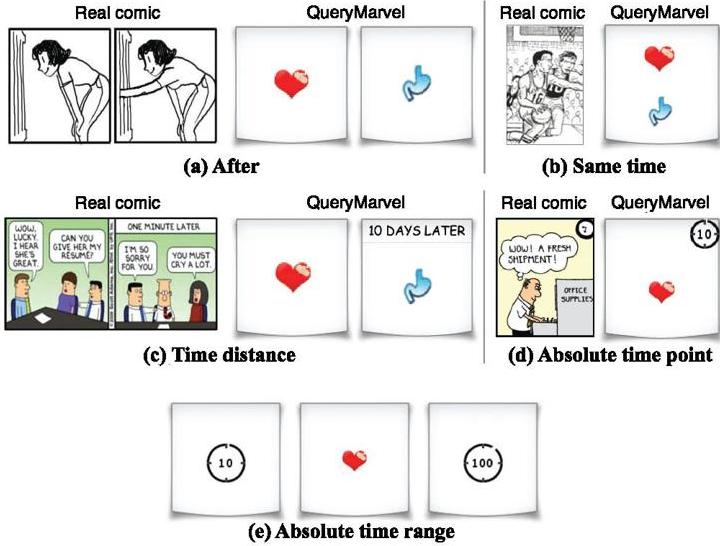 Real comic
QueryMarvel
Real comic
QueryMarvel
(a) After
(b) Same time
Real comic
QueryMarvel
Real comic
QueryMarvel
WOW,
LUCKY.
I HEAR
SHE'S
GREAT.
CAN YOU
GIVE HER MY
RÉSUMÉ?
ONE MINUTE LATER
I'M SO
SORRY
FOR YOU.
YOU MUST
CRY A LOT.
10 DAYS LATER
7
WOW! A FRESH
SHIPMENT!
OFFICE
SUPPLIES
10
(c) Time distance
(d) Absolute time point
10
100
(e) Absolute time range